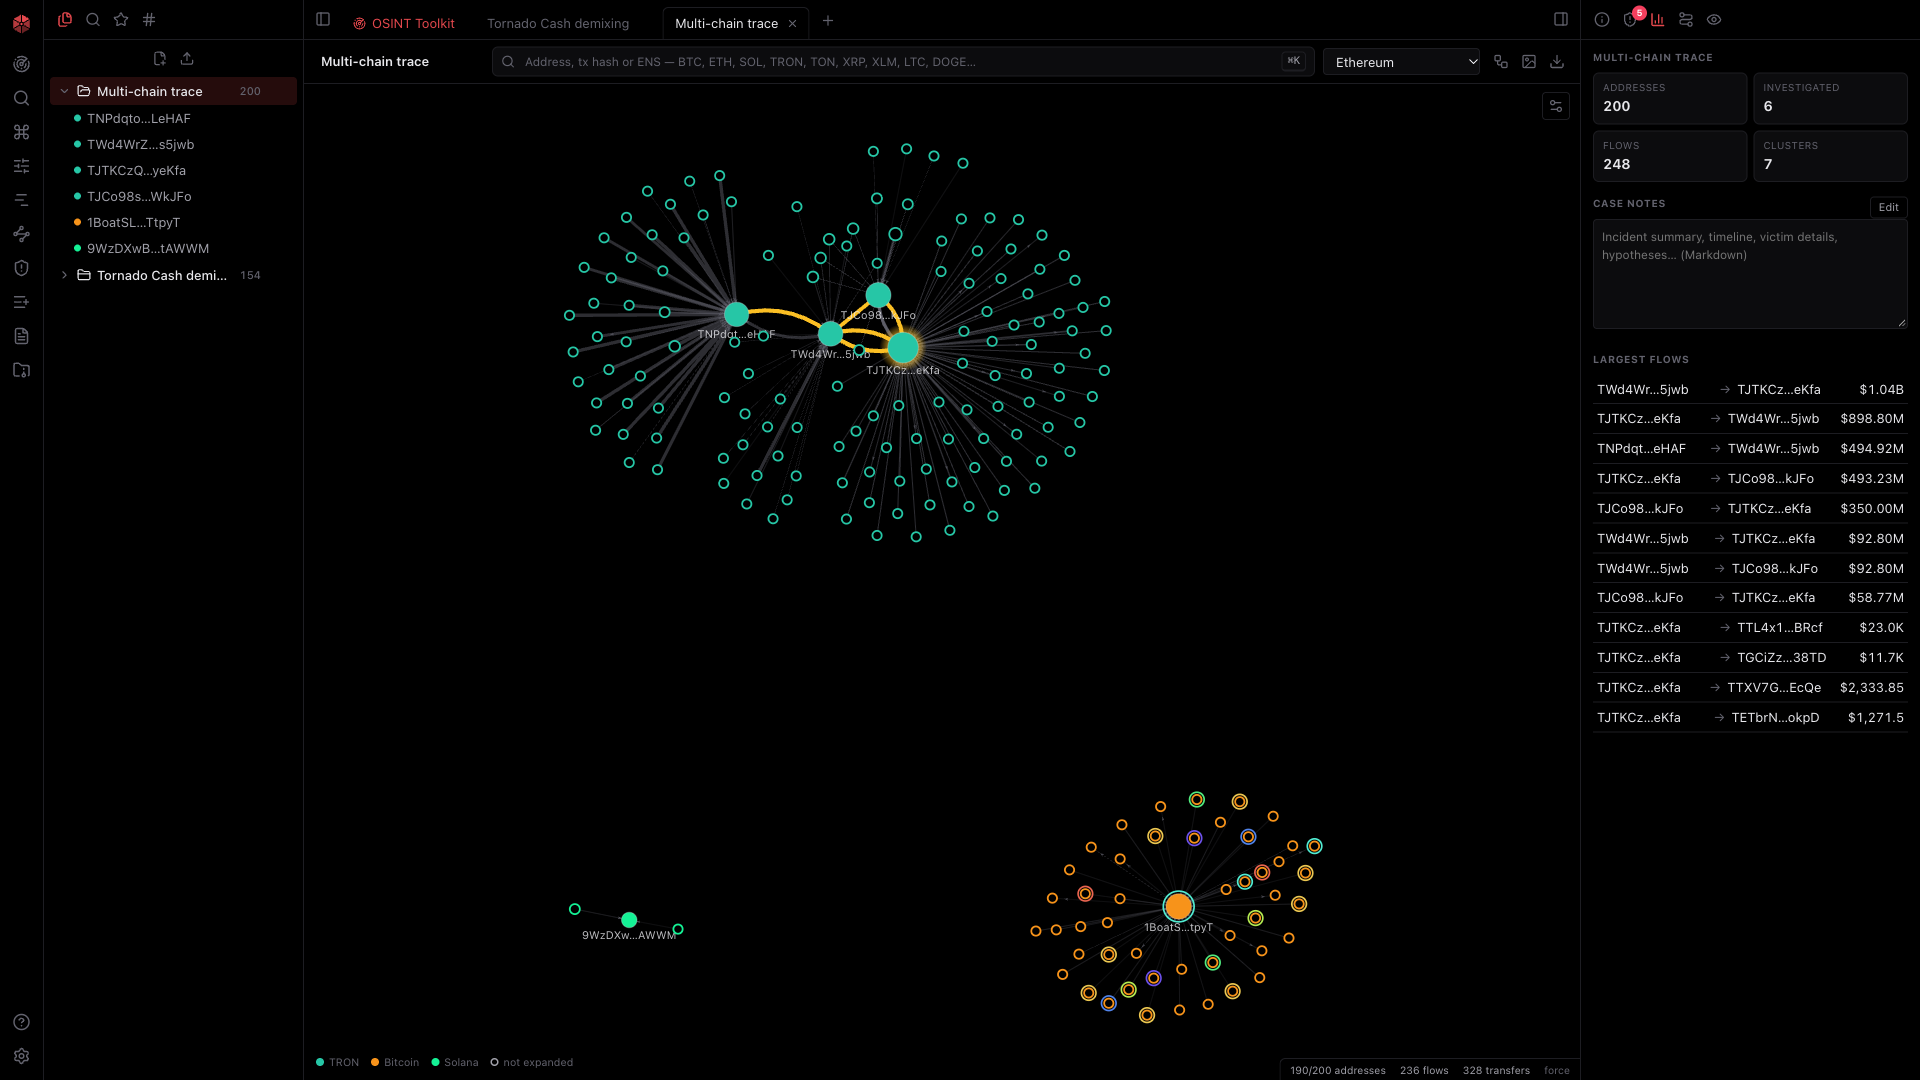 OSINT Toolkit
Tornado Cash demixing
Multi-chain trace
5
Multi-chain trace 200
TNPdqto...LeHAF
TWd4WrZ...s5jwb
TJTKCzQ...yeKfa
TJCo98s...WkJFo
1BoatSL...TtpyT
9WzDXwB...tAWWM
Tornado Cash demi... 154
Multi-chain trace
Address, tx hash or ENS — BTC, ETH, SOL, TRON, TON, XRP, XLM, LTC, DOGE...
⌘K
Ethereum
TJCo98...kJFo
TNPdqt...eHAF
TWd4Wr...5jwb
TJTKCz...eKfa
9WzDXw...AWWM
1BoatS...tpyT
TRON Bitcoin Solana not expanded
190/200 addresses 236 flows 328 transfers force
MULTI-CHAIN TRACE
ADDRESSES
200
INVESTIGATED
6
FLOWS
248
CLUSTERS
7
CASE NOTES
Edit
Incident summary, timeline, victim details,
hypotheses... (Markdown)
LARGEST FLOWS
TWd4Wr...5jwb → TJTKCz...eKfa $1.04B
TJTKCz...eKfa → TWd4Wr...5jwb $898.80M
TNPdqt...eHAF → TWd4Wr...5jwb $494.92M
TJTKCz...eKfa → TJCo98...kJFo $493.23M
TJCo98...kJFo → TJTKCz...eKfa $350.00M
TWd4Wr...5jwb → TJTKCz...eKfa $92.80M
TWd4Wr...5jwb → TJCo98...kJFo $92.80M
TJCo98...kJFo → TJTKCz...eKfa $58.77M
TJTKCz...eKfa → TTL4x1...BRcf $23.0K
TJTKCz...eKfa → TGCiZz...38TD $11.7K
TJTKCz...eKfa → TTXV7G...EcQe $2,333.85
TJTKCz...eKfa → TETbrN...okpD $1,271.5